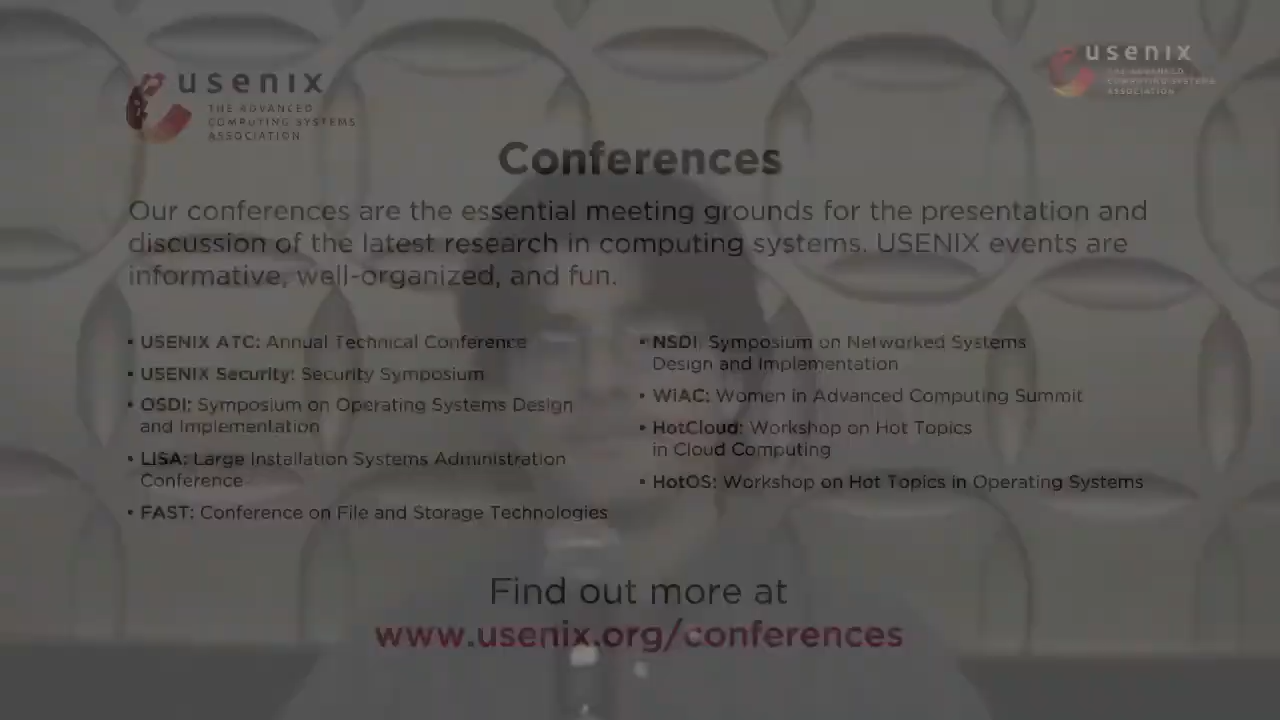 usenix
THE ADVANCED
COMPUTING SYSTEMS
ASSOCIATION
usenix
THE ADVANCED
COMPUTING SYSTEMS
ASSOCIATION
Conferences
Our conferences are the essential meeting grounds for the presentation and
discussion of the latest research in computing systems. USENIX events are
informative, well-organized, and fun.
• USENIX ATC: Annual Technical Conference
• USENIX Security: Security Symposium
• OSDI: Symposium on Operating Systems Design
and Implementation
• LISA: Large Installation Systems Administration
Conference
• FAST: Conference on File and Storage Technologies
• NSDI: Symposium on Networked Systems
Design and Implementation
• WiAC: Women in Advanced Computing Summit
• HotCloud: Workshop on Hot Topics
in Cloud Computing
• HotOS: Workshop on Hot Topics in Operating Systems
Find out more at
www.usenix.org/conferences